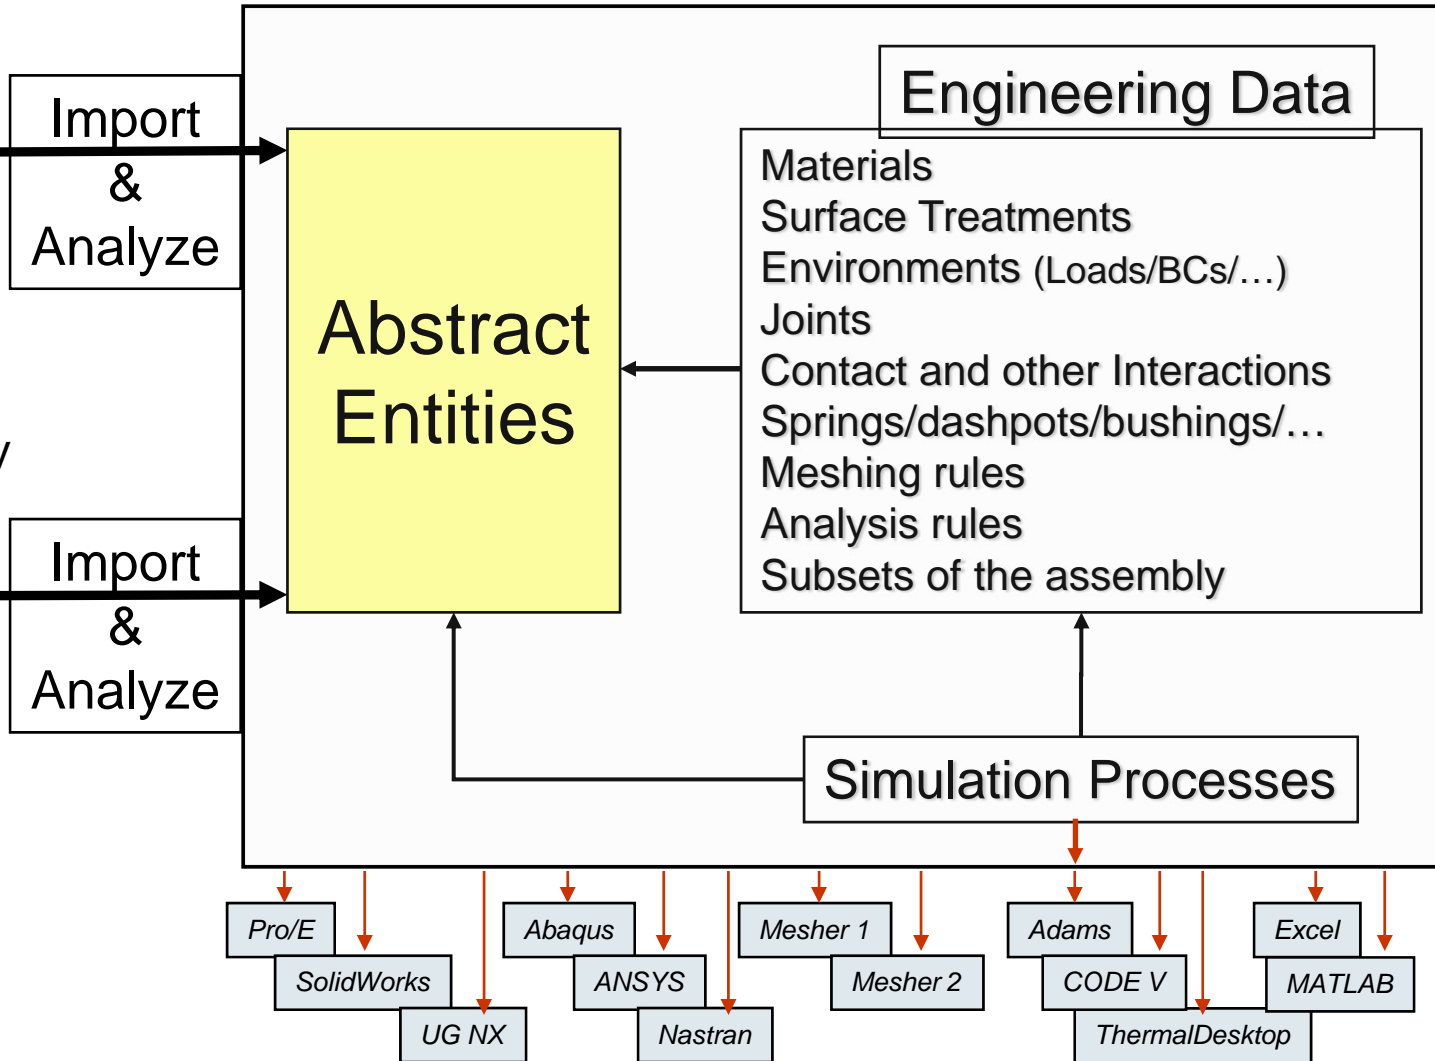 Import
&
Analyze
Engineering Data
Materials
Surface Treatments
Environments (Loads/BCs/…)
Joints
Contact and other Interactions
Springs/dashpots/bushings/…
Meshing rules
Analysis rules
Subsets of the assembly
Abstract
Entities
y
Import
&
Analyze
Simulation Processes
Pro/E
SolidWorks
UG NX
Abaqus
ANSYS
Nastran
Mesher 1
Mesher 2
Adams
CODE V
ThermalDesktop
Excel
MATLAB